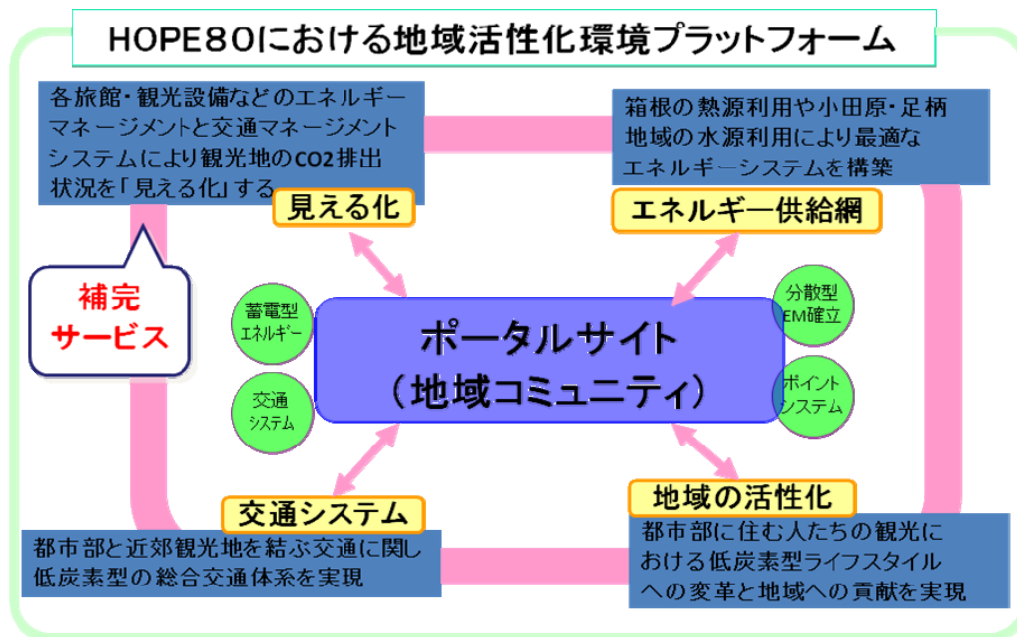 HOPE80における地域活性化環境プラットフォーム
各旅館・観光設備などのエネルギー
マネージメントと交通マネージメント
システムにより観光地のCO2排出
状況を「見える化」する
見える化
箱根の熱源利用や小田原・足柄
地域の水源利用により最適な
エネルギーシステムを構築
エネルギー供給網
補完
サービス
蓄電型
エネルギー
交通
システム
ポータルサイト
(地域コミュニティ)
分散型
EM確立
ポイント
システム
交通システム
都市部と近郊観光地を結ぶ交通に関し
低炭素型の総合交通体系を実現
地域の活性化
都市部に住む人たちの観光に
おける低炭素型ライフスタイル
への変革と地域への貢献を実現